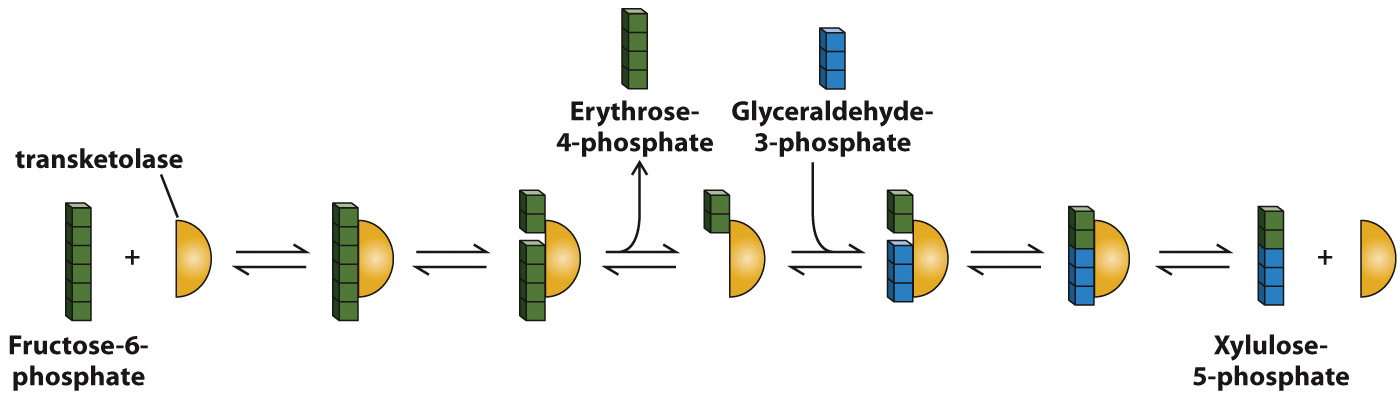 Erythrose-
4-phosphate
Glyceraldehyde-
3-phosphate
transketolase
+
+
Fructose-6-
phosphate
Xylulose-
5-phosphate